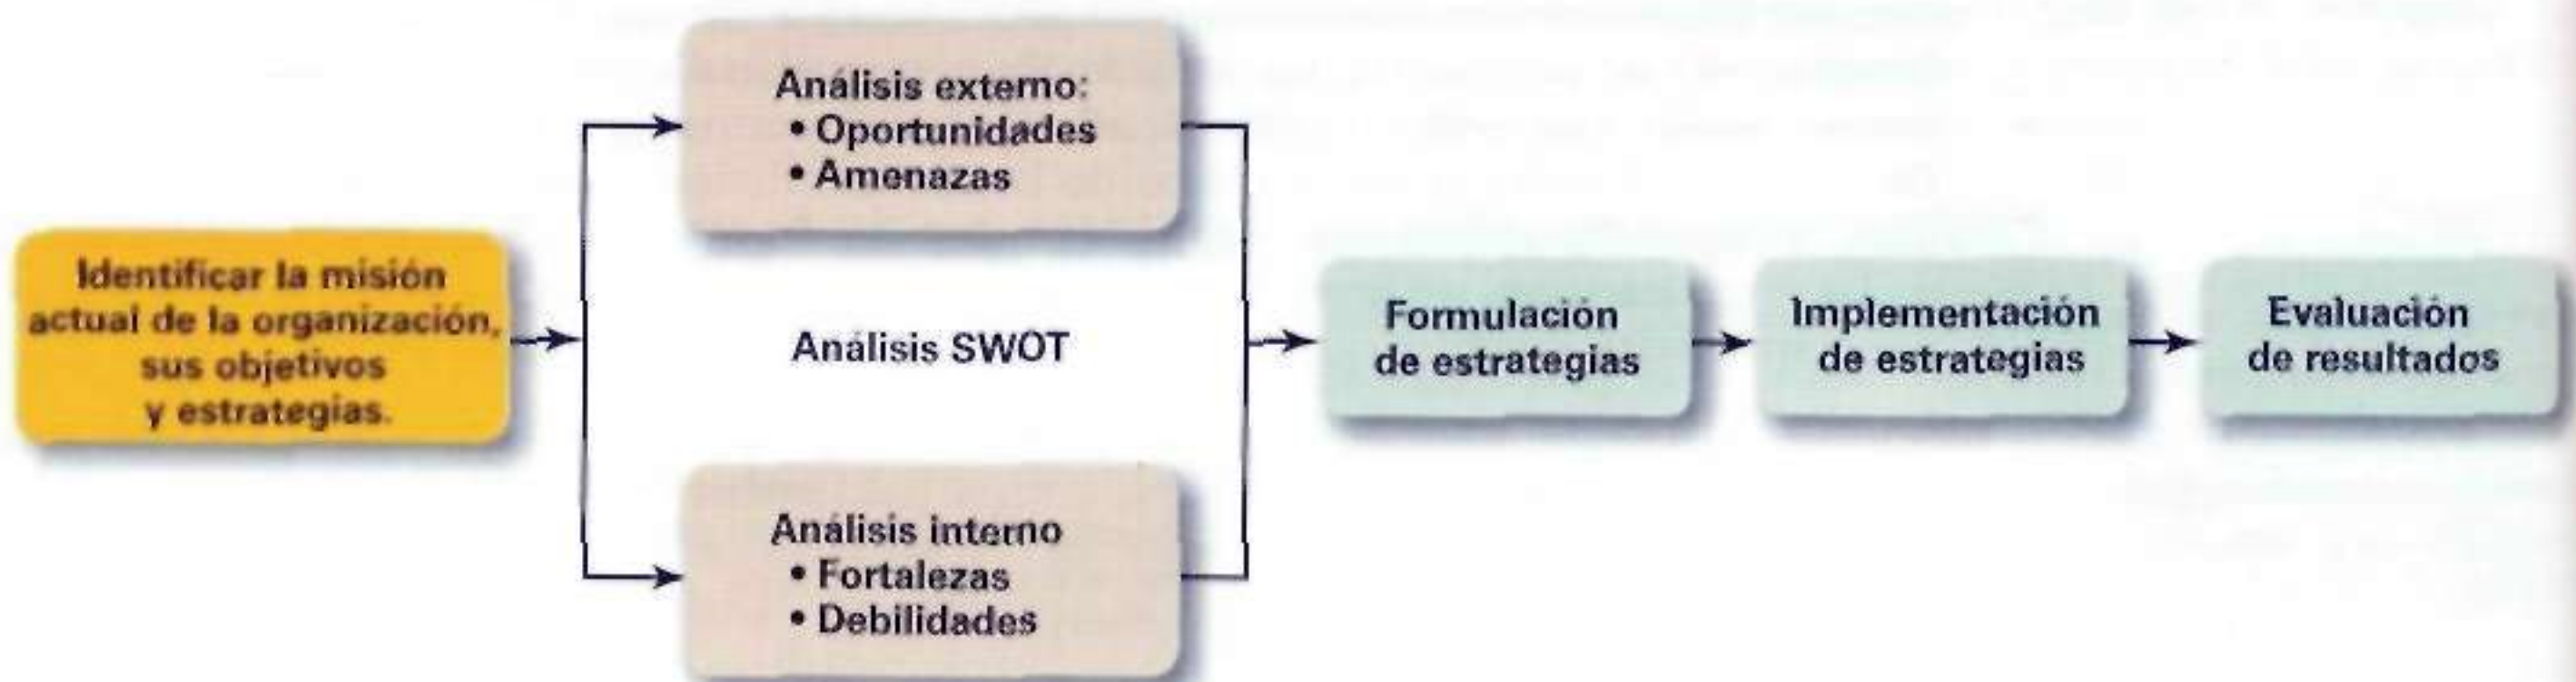 Identificar la misión
actual de la organización,
sus objetivos
y estrategias.
Análisis externo:
• Oportunidades
• Amenazas
Análisis SWOT
Análisis interno
• Fortalezas
• Debilidades
Formulación
de estrategias
Implementación
de estrategias
Evaluación
de resultados